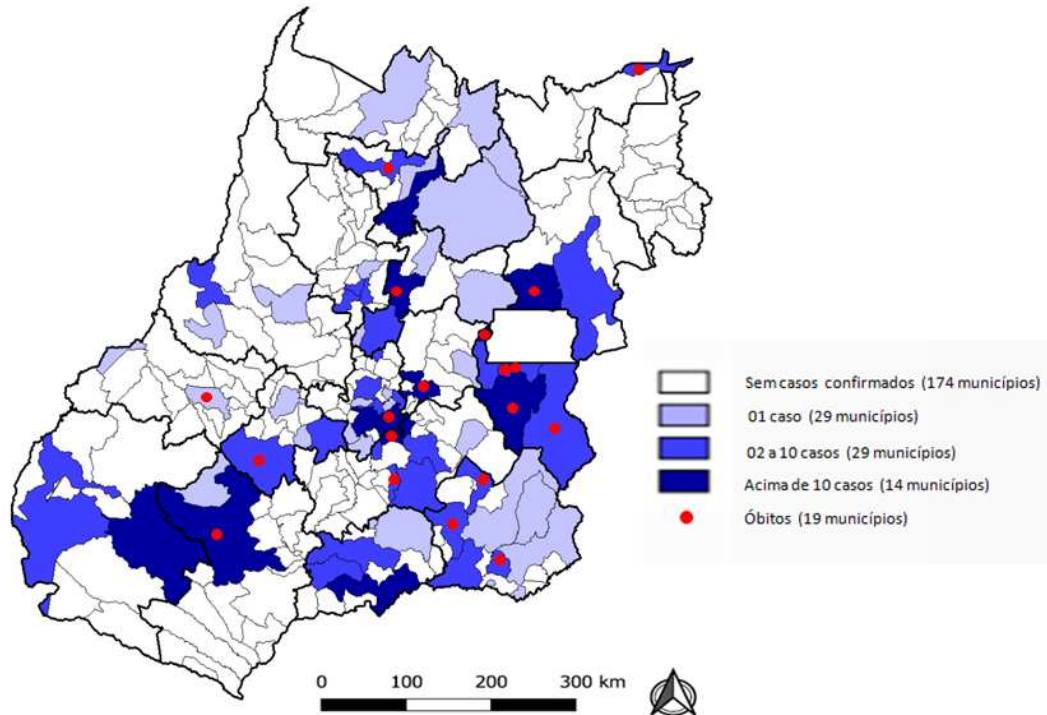 Sem casos confirmados (174 municípios)
01 caso (29 municípios)
02 a 10 casos (29 municípios)
Acima de 10 casos (14 municípios)
Óbitos (19 municípios)
0 100 200 300 km